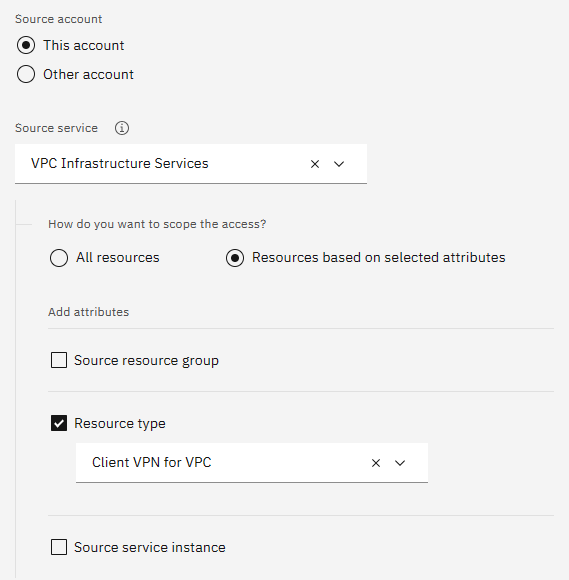 Source account
This account
Other account
Source service
VPC Infrastructure Services
How do you want to scope the access?
All resources
Resources based on selected attributes
Add attributes
Source resource group
Resource type
Client VPN for VPC
Source service instance